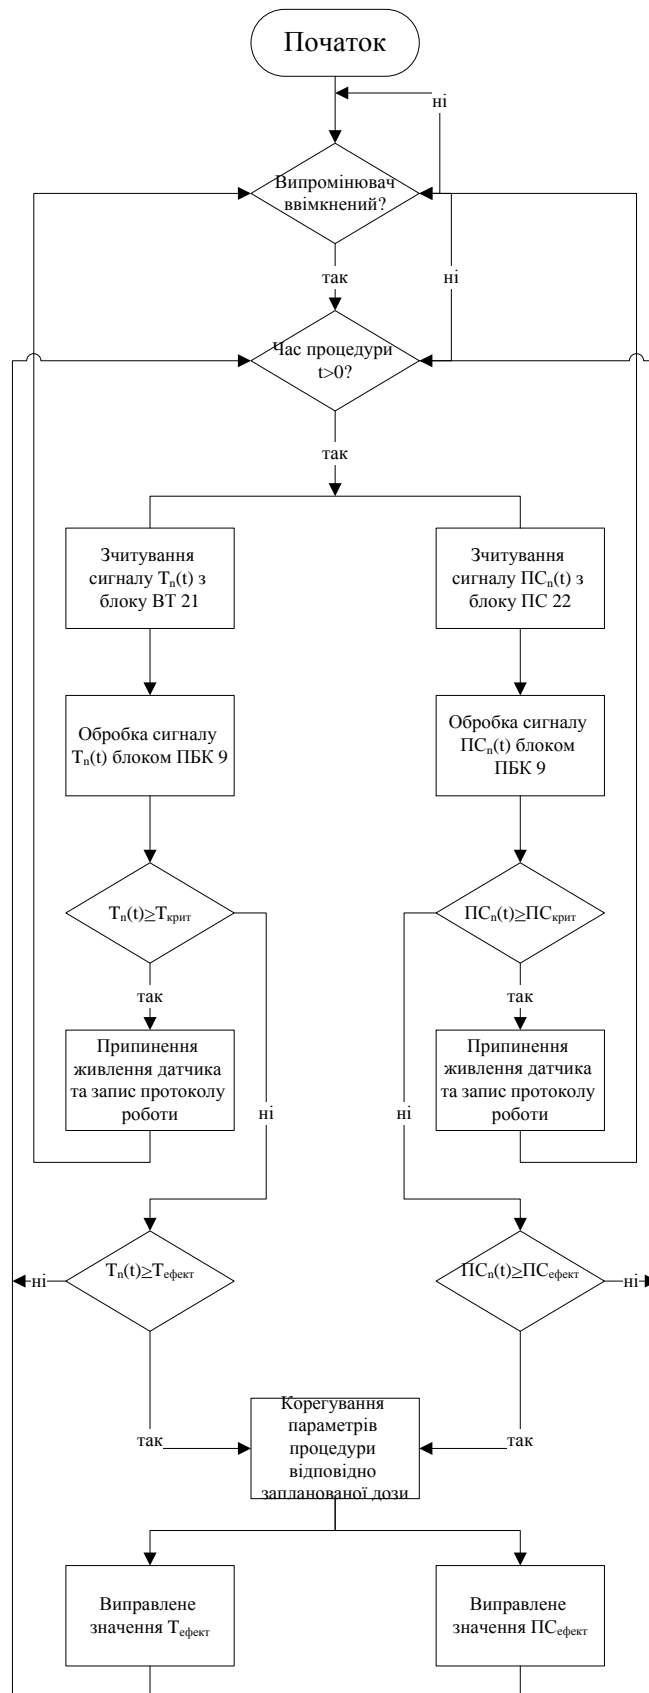 Початок
ні
Випромінювач
ввімкнений?
так
ні
Час процедури
t>0?
так
Зчитування
сигналу Tₙ(t) з
блоку ВТ 21
Зчитування
сигналу ПСₙ(t) з
блоку ПС 22
Обробка сигналу
Tₙ(t) блоком ПБК 9
Обробка сигналу
ПСₙ(t) блоком
ПБК 9
Tₙ(t)≥Tкрит
ПСₙ(t)≥ПСкрит
так
так
Припинення
живлення датчика
та запис протоколу
роботи
Припинення
живлення датчика
та запис протоколу
роботи
ні
ні
Tₙ(t)≥Tефект
ПСₙ(t)≥ПСефект
ні
ні
Корегування
параметрів
процедури
відповідно
запланованої дози
так
так
Виправлене
значення Tефект
Виправлене
значення ПСефект